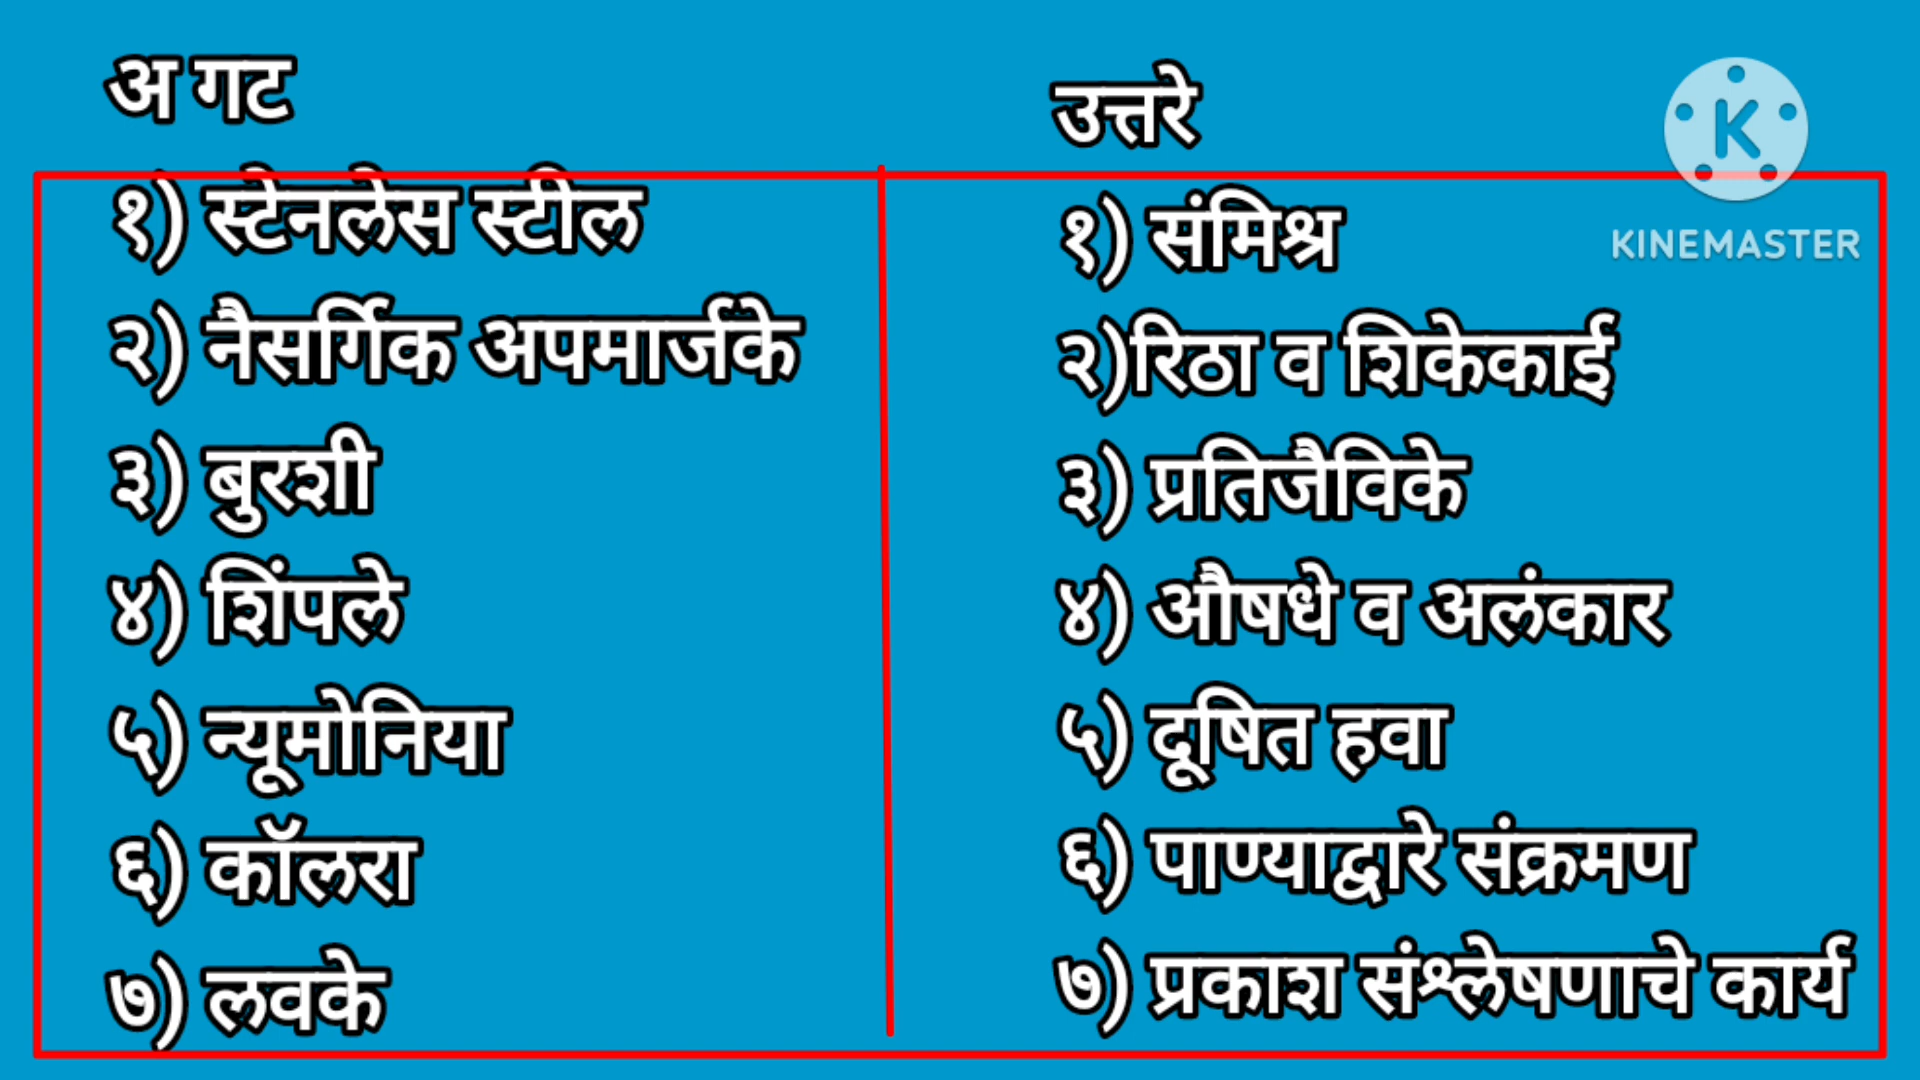 अ गट
१) स्टेनलेस स्टील
२) नैसर्गिक अपमार्जके
३) बुरशी
४) शिंपले
५) न्यूमोनिया
६) कॉलरा
७) लवके
उत्तरे
१) संमिश्र
२)रिठा व शिकेकाई
३) प्रतिजैविके
४) औषधे व अलंकार
५) दूषित हवा
६) पाण्याद्वारे संक्रमण
७) प्रकाश संश्लेषणाचे कार्य
K
KINEMASTER